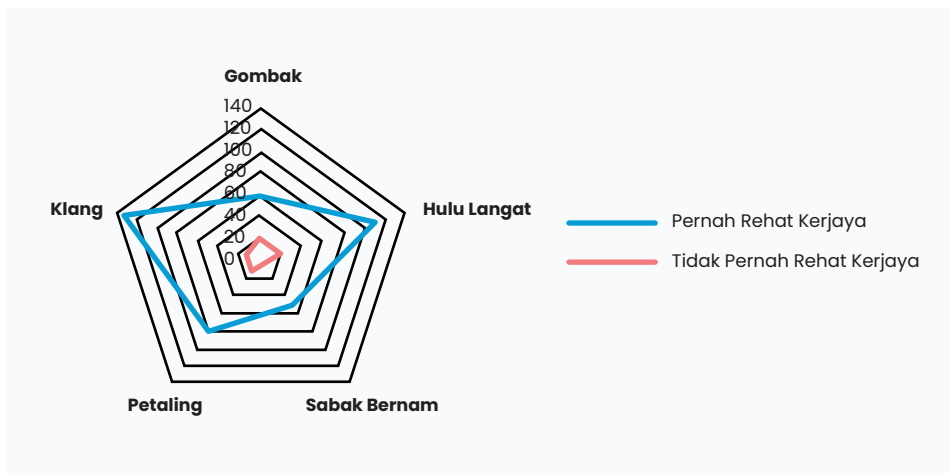 Gombak
140
120
100
80
60
40
20
0
Klang
Hulu Langat
Petaling
Sabak Bernam
Pernah Rehat Kerjaya
Tidak Pernah Rehat Kerjaya